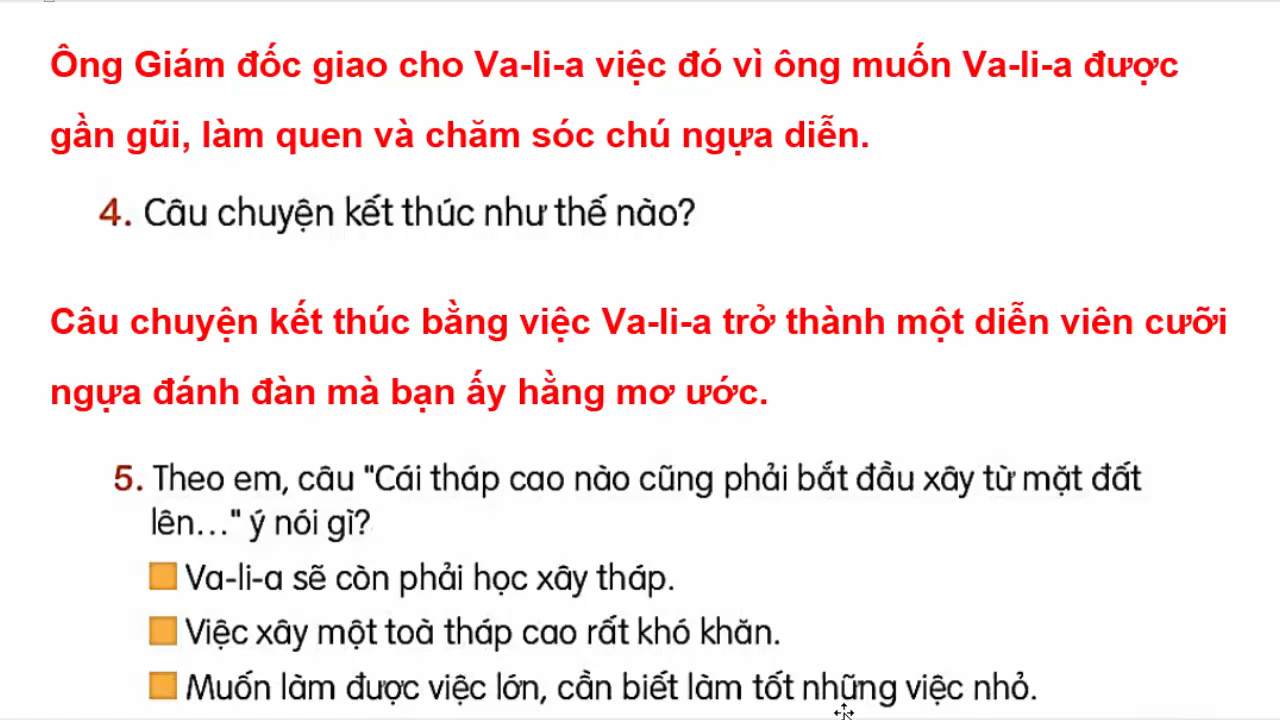 Ông Giám đốc giao cho Va-li-a việc đó vì ông muốn Va-li-a được
gần gũi, làm quen và chăm sóc chú ngựa diễn.
4. Câu chuyện kết thúc như thế nào?
Câu chuyện kết thúc bằng việc Va-li-a trở thành một diễn viên cưỡi
ngựa đánh đàn mà bạn ấy hằng mơ ước.
5. Theo em, câu "Cái tháp cao nào cũng phải bắt đầu xây từ mặt đất
lên..." ý nói gì?
Va-li-a sẽ còn phải học xây tháp.
Việc xây một toà tháp cao rất khó khăn.
Muốn làm được việc lớn, cần biết làm tốt những việc nhỏ.